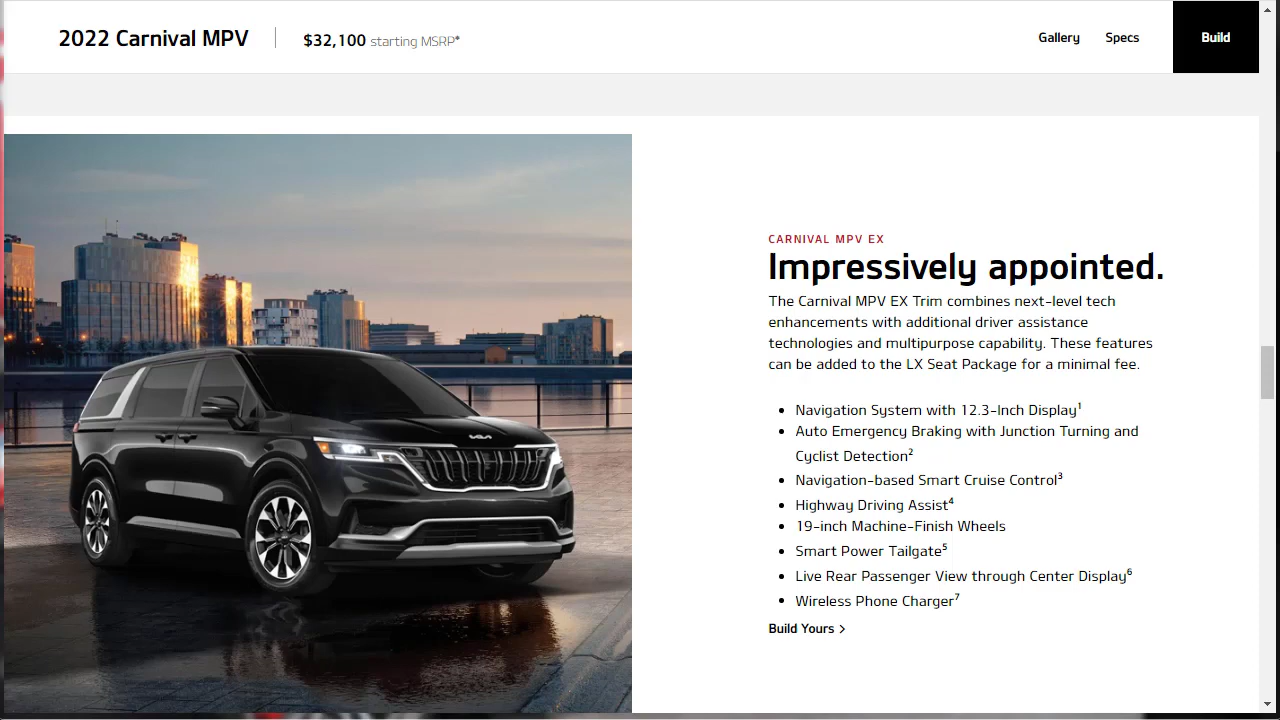 2022 Carnival MPV
$32,100 starting MSRP*
Gallery
Specs
Build
CARNIVAL MPV EX
Impressively appointed.
The Carnival MPV EX Trim combines next-level tech
enhancements with additional driver assistance
technologies and multipurpose capability. These features
can be added to the LX Seat Package for a minimal fee.
Navigation System with 12.3-Inch Display¹
Auto Emergency Braking with Junction Turning and
Cyclist Detection²
Navigation-based Smart Cruise Control³
Highway Driving Assist⁴
19-inch Machine-Finish Wheels
Smart Power Tailgate⁵
Live Rear Passenger View through Center Display⁶
Wireless Phone Charger⁷
Build Yours >